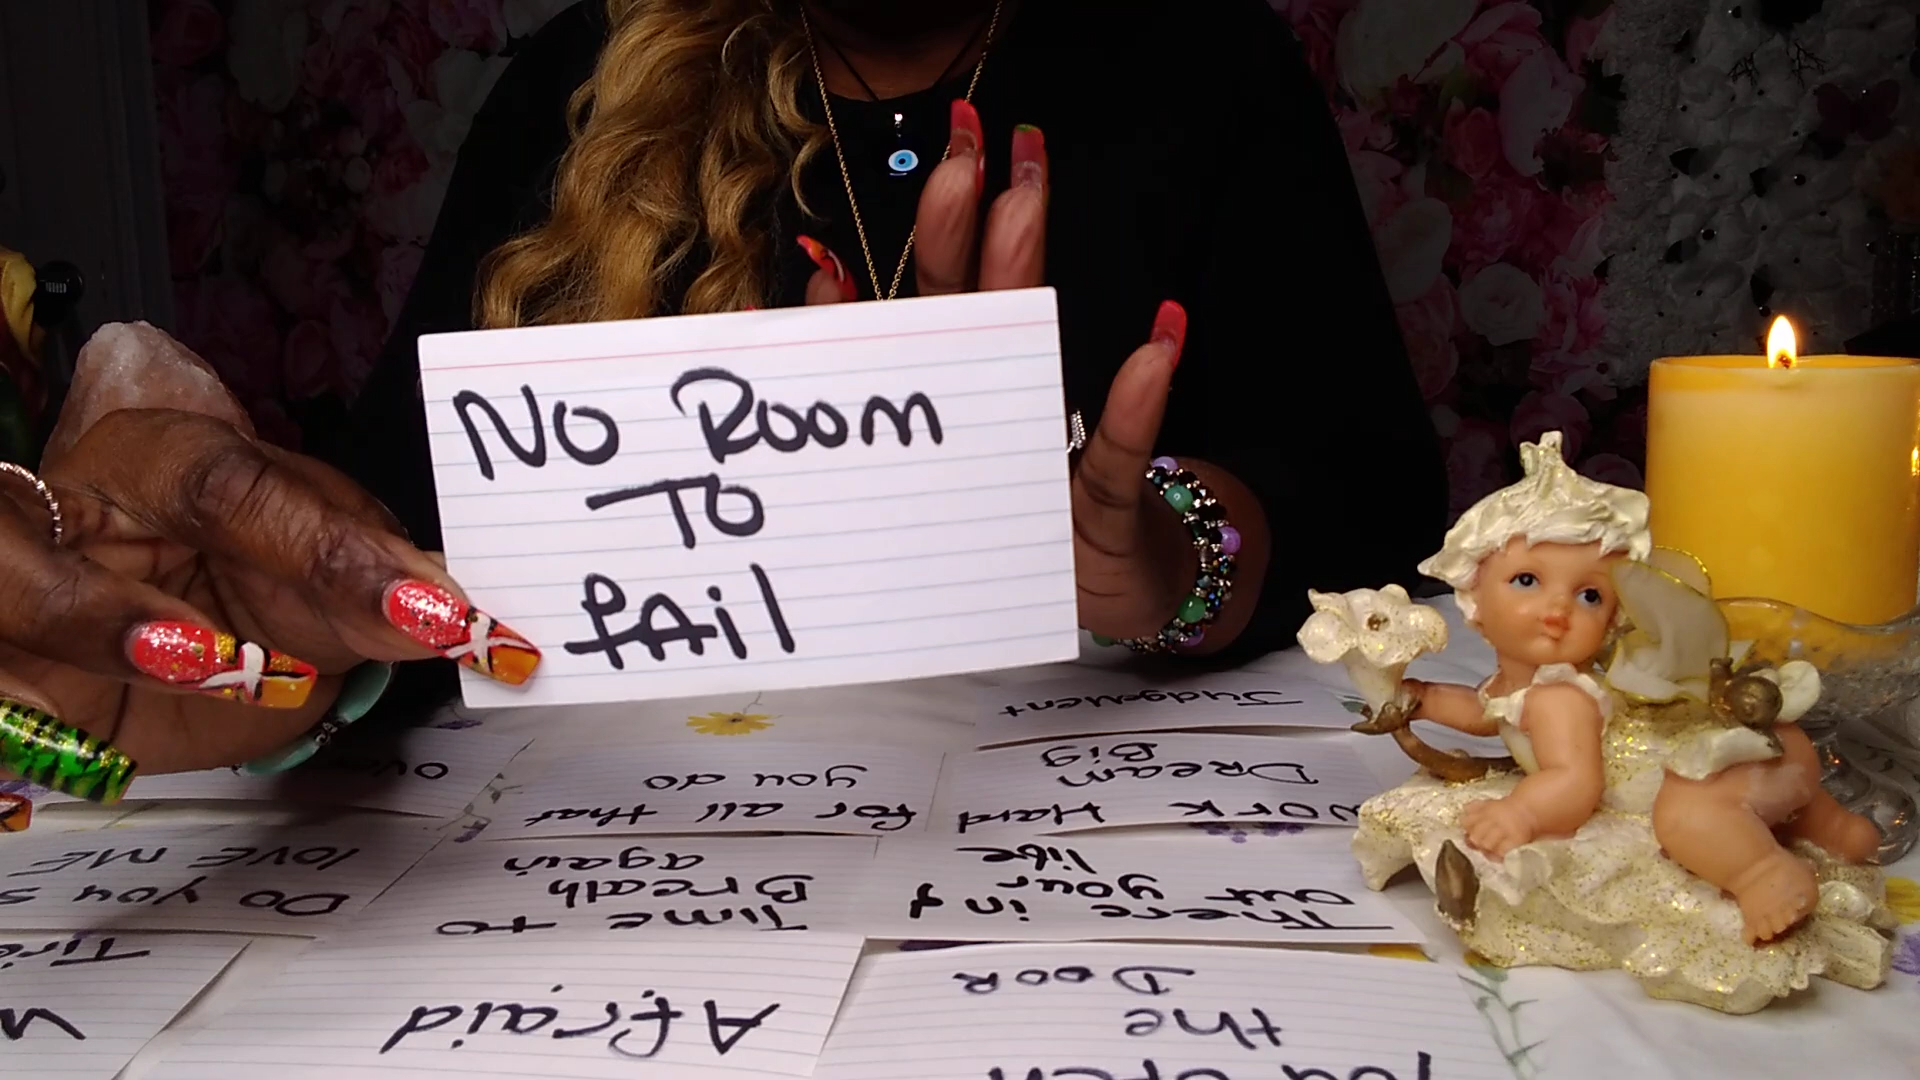 NO ROOM
TO
fAil
Judgement
WORK Hard
DReam
Big
for all that
you do
over
There in
out your
life
Time to
Breath
again
Do you
love ME
Afraid
the
DOOR